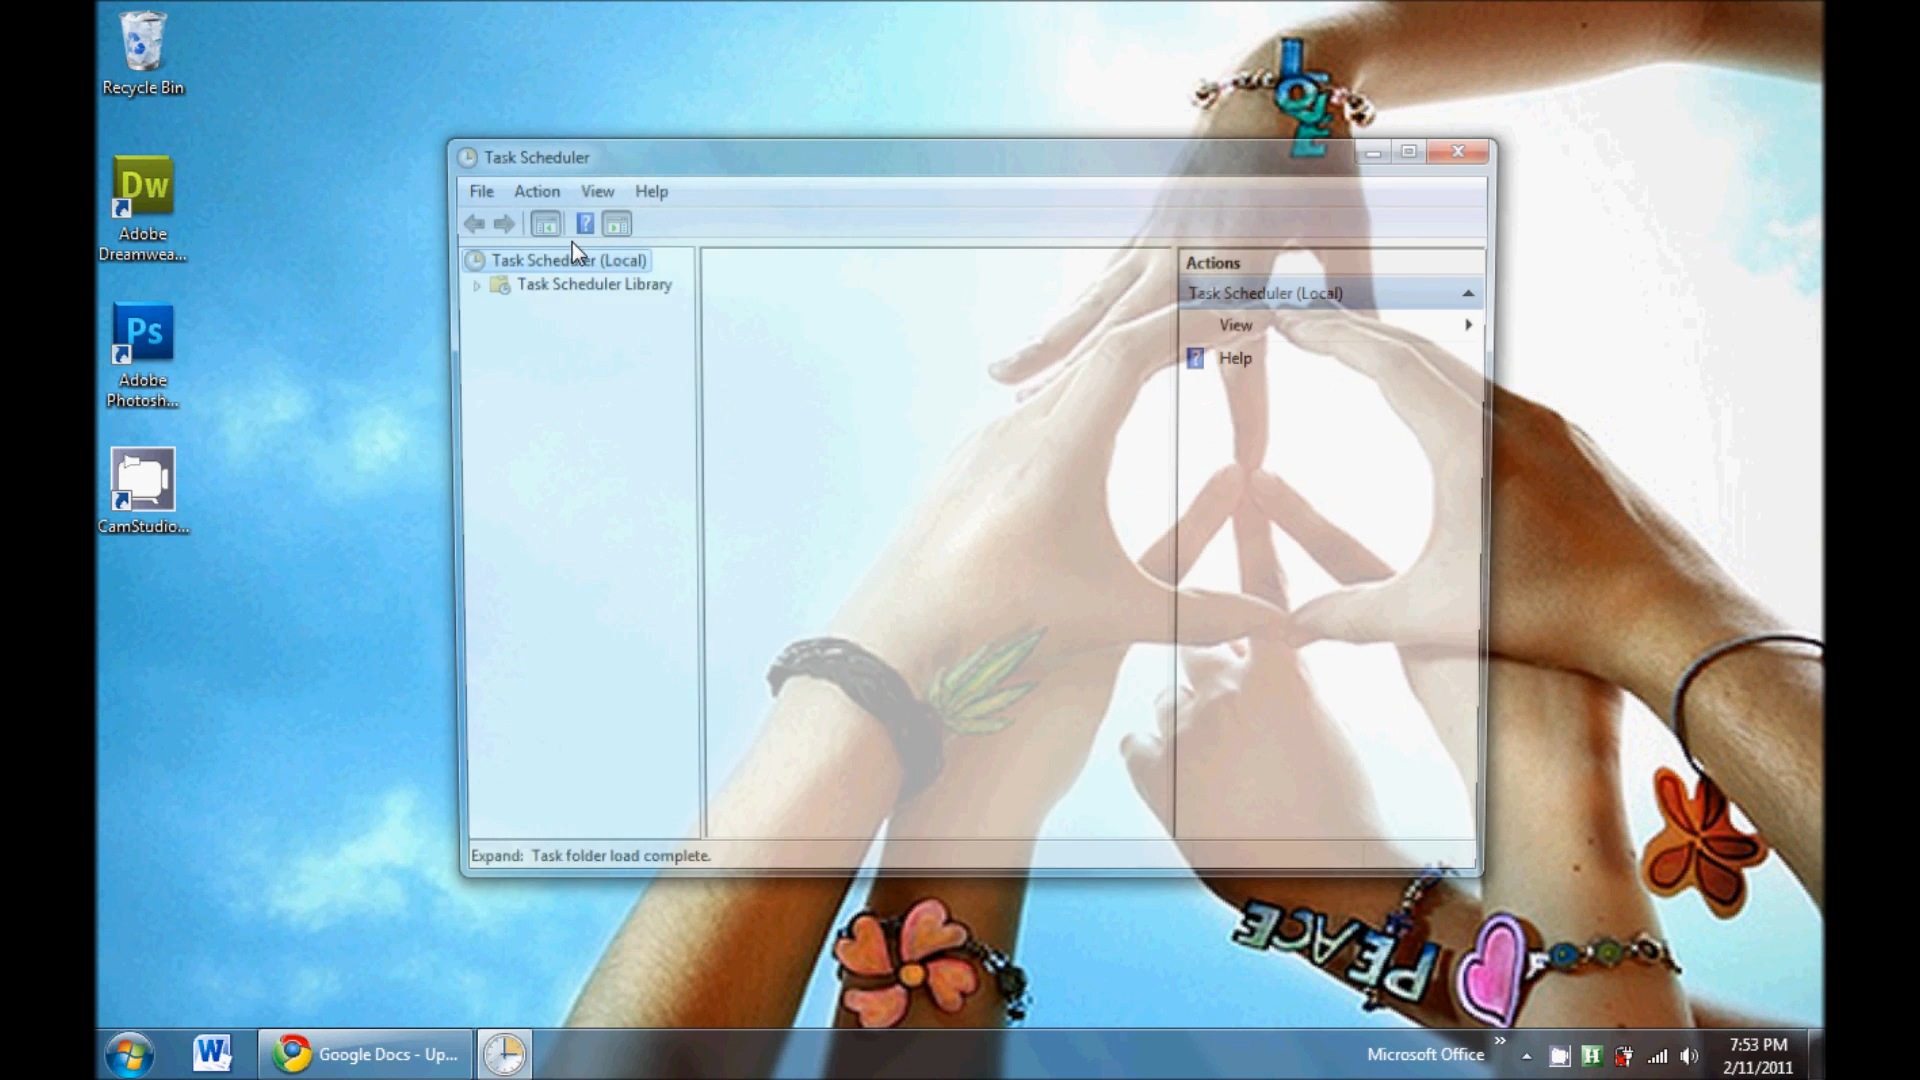 Recycle Bin
Dw
Adobe
Dreamwea...
Ps
Adobe
Photosh...
CamStudio...
LOVE
Task Scheduler
File Action View Help
Task Scheduler (Local)
Task Scheduler Library
Actions
Task Scheduler (Local)
View
Help
Expand: Task folder load complete.
PEACE
W
Google Docs - Up...
Microsoft Office
H
7:53 PM
2/11/2011